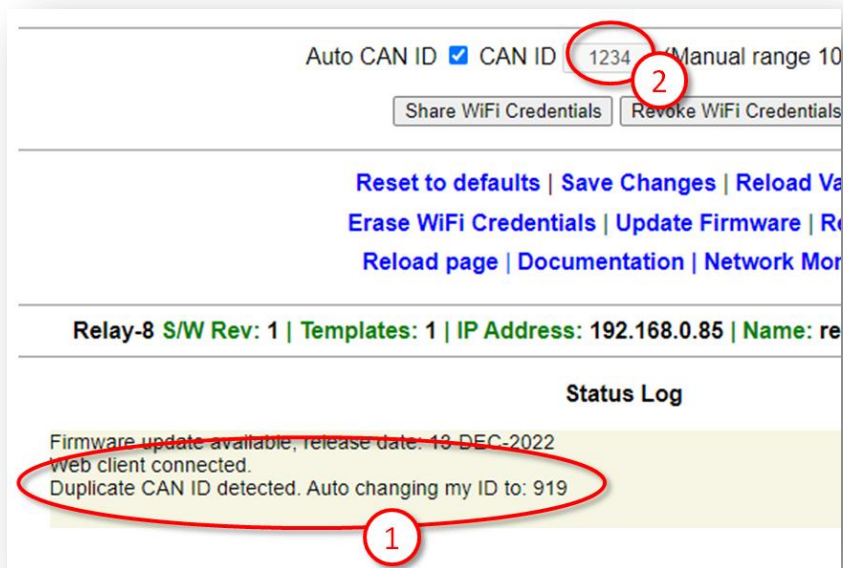 Auto CAN ID CAN ID 1234 (Manual range 10
2
Share WiFi Credentials Revoke WiFi Credentials
Reset to defaults | Save Changes | Reload Va
Erase WiFi Credentials | Update Firmware | Re
Reload page | Documentation | Network Mon
Relay-8 S/W Rev: 1 | Templates: 1 | IP Address: 192.168.0.85 | Name: re
Status Log
Firmware update available, release date: 13-DEC-2022
Web client connected.
Duplicate CAN ID detected. Auto changing my ID to: 919
1